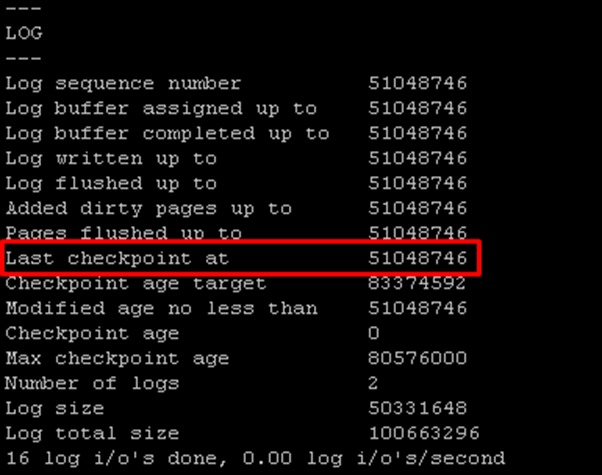 ---
LOG
---
Log sequence number          51048746
Log buffer assigned up to    51048746
Log buffer completed up to   51048746
Log written up to            51048746
Log flushed up to            51048746
Added dirty pages up to      51048746
Pages flushed up to          51048746
Last checkpoint at           51048746
Checkpoint age target        83374592
Modified age no less than    51048746
Checkpoint age               0
Max checkpoint age           80576000
Number of logs               2
Log size                     50331648
Log total size               100663296
16 log i/o's done, 0.00 log i/o's/second